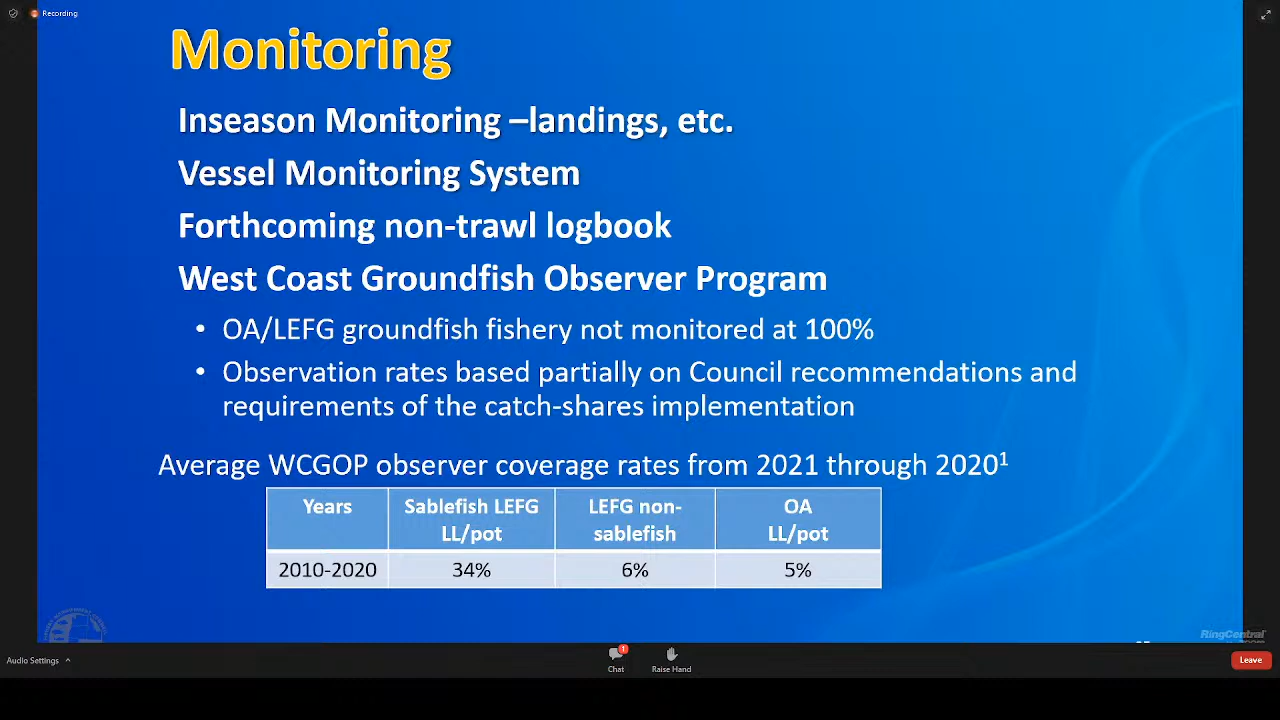 Recording
Monitoring
Inseason Monitoring –landings, etc.
Vessel Monitoring System
Forthcoming non-trawl logbook
West Coast Groundfish Observer Program
• OA/LEFG groundfish fishery not monitored at 100%
• Observation rates based partially on Council recommendations and
requirements of the catch-shares implementation
Average WCGOP observer coverage rates from 2021 through 2020¹
Years Sablefish LEFG LEFG non- OA
LL/pot sablefish LL/pot
2010-2020 34% 6% 5%
RingCentral
Audio Settings
1
Chat
Raise Hand
Leave